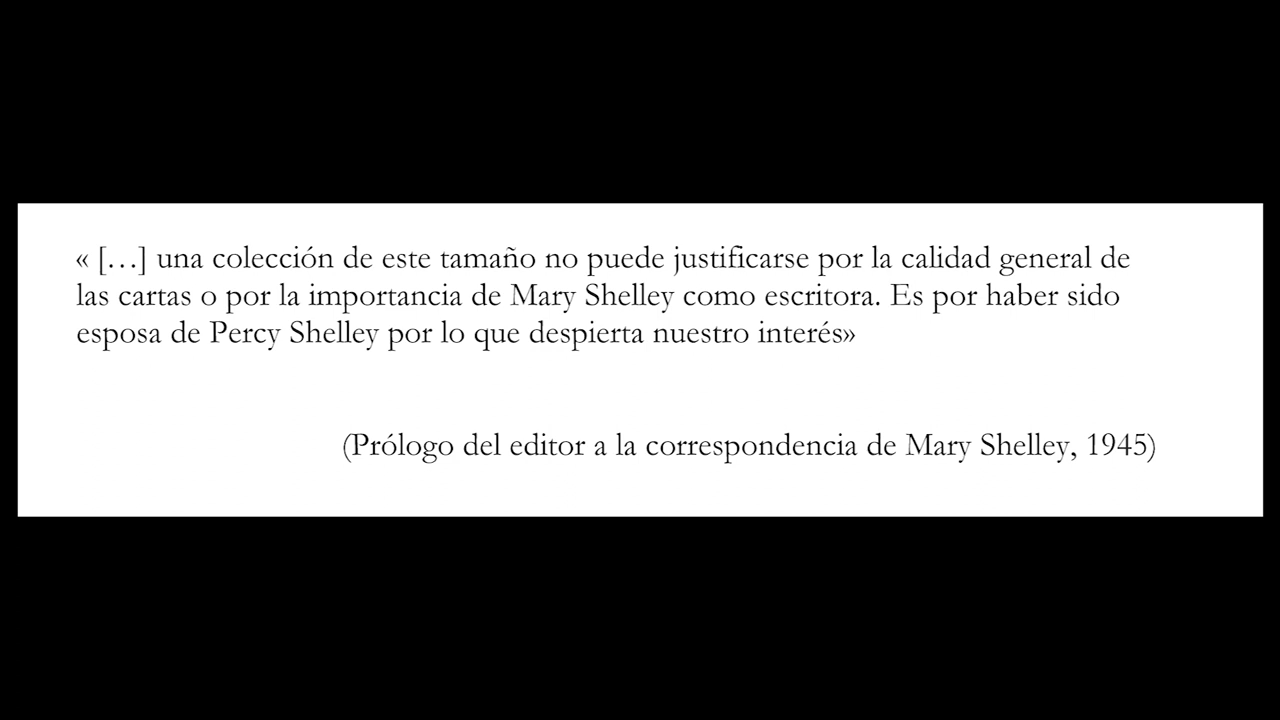 « […] una colección de este tamaño no puede justificarse por la calidad general de
las cartas o por la importancia de Mary Shelley como escritora. Es por haber sido
esposa de Percy Shelley por lo que despierta nuestro interés»
(Prólogo del editor a la correspondencia de Mary Shelley, 1945)